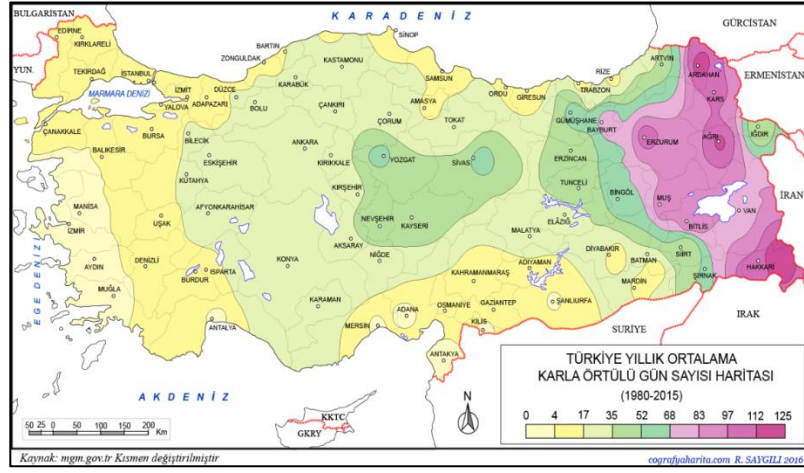 BULGARİSTAN
K A R A D E N İ Z
GÜRCİSTAN
EDİRNE
KIRKLARELİ
SİNOP
BARTIN
ZONGULDAK
KASTAMONU
ARTVİN
ARDAHAN
YUN.
TEKİRDAĞ
İSTANBUL
MARMARA DENİZİ
YALOVA
İZMİT
ADAPAZARI
DÜZCE
BOLU
KARABÜK
SAMSUN
ORDU
GİRESUN
TRABZON
RİZE
KARS
ERMENİSTAN
ÇANAKKALE
BALIKESİR
BURSA
BİLECİK
ESKİŞEHİR
ANKARA
ÇANKIRI
KIRIKKALE
ÇORUM
AMASYA
TOKAT
GÜMÜŞHANE
BAYBURT
ERZİNCAN
ERZURUM
AĞRI
IĞDIR
İRAN
KÜTAHYA
YOZGAT
SİVAS
TUNCELİ
BİNGÖL
MUŞ
BİTLİS
VAN
MANİSA
İZMİR
UŞAK
AFYONKARAHİSAR
KIRŞEHİR
NEVŞEHİR
KAYSERİ
AKSARAY
NİĞDE
MALATYA
ELÂZIĞ
DİYABAKIR
BATMAN
SİİRT
ŞIRNAK
HAKKARİ
EGE DENİZİ
AYDIN
DENİZLİ
MUĞLA
BURDUR
ISPARTA
KONYA
KARAMAN
ANTALYA
MERSİN
ADANA
OSMANİYE
KAHRAMANMARAŞ
GAZİANTEP
KİLİS
ADIYAMAN
ŞANLIURFA
MARDİN
ANTAKYA
SURİYE
IRAK
A K D E N İ Z
KKTC
GKRY
N
50 25 0 50 100 150 200
Km
TÜRKİYE YILLIK ORTALAMA
KARLA ÖRTÜLÜ GÜN SAYISI HARİTASI
(1980-2015)
0 4 17 35 52 68 83 97 112 125
Kaynak: mgm.gov.tr Kısmen değiştirilmiştir
cografyaharita.com R. SAYGILI 2016